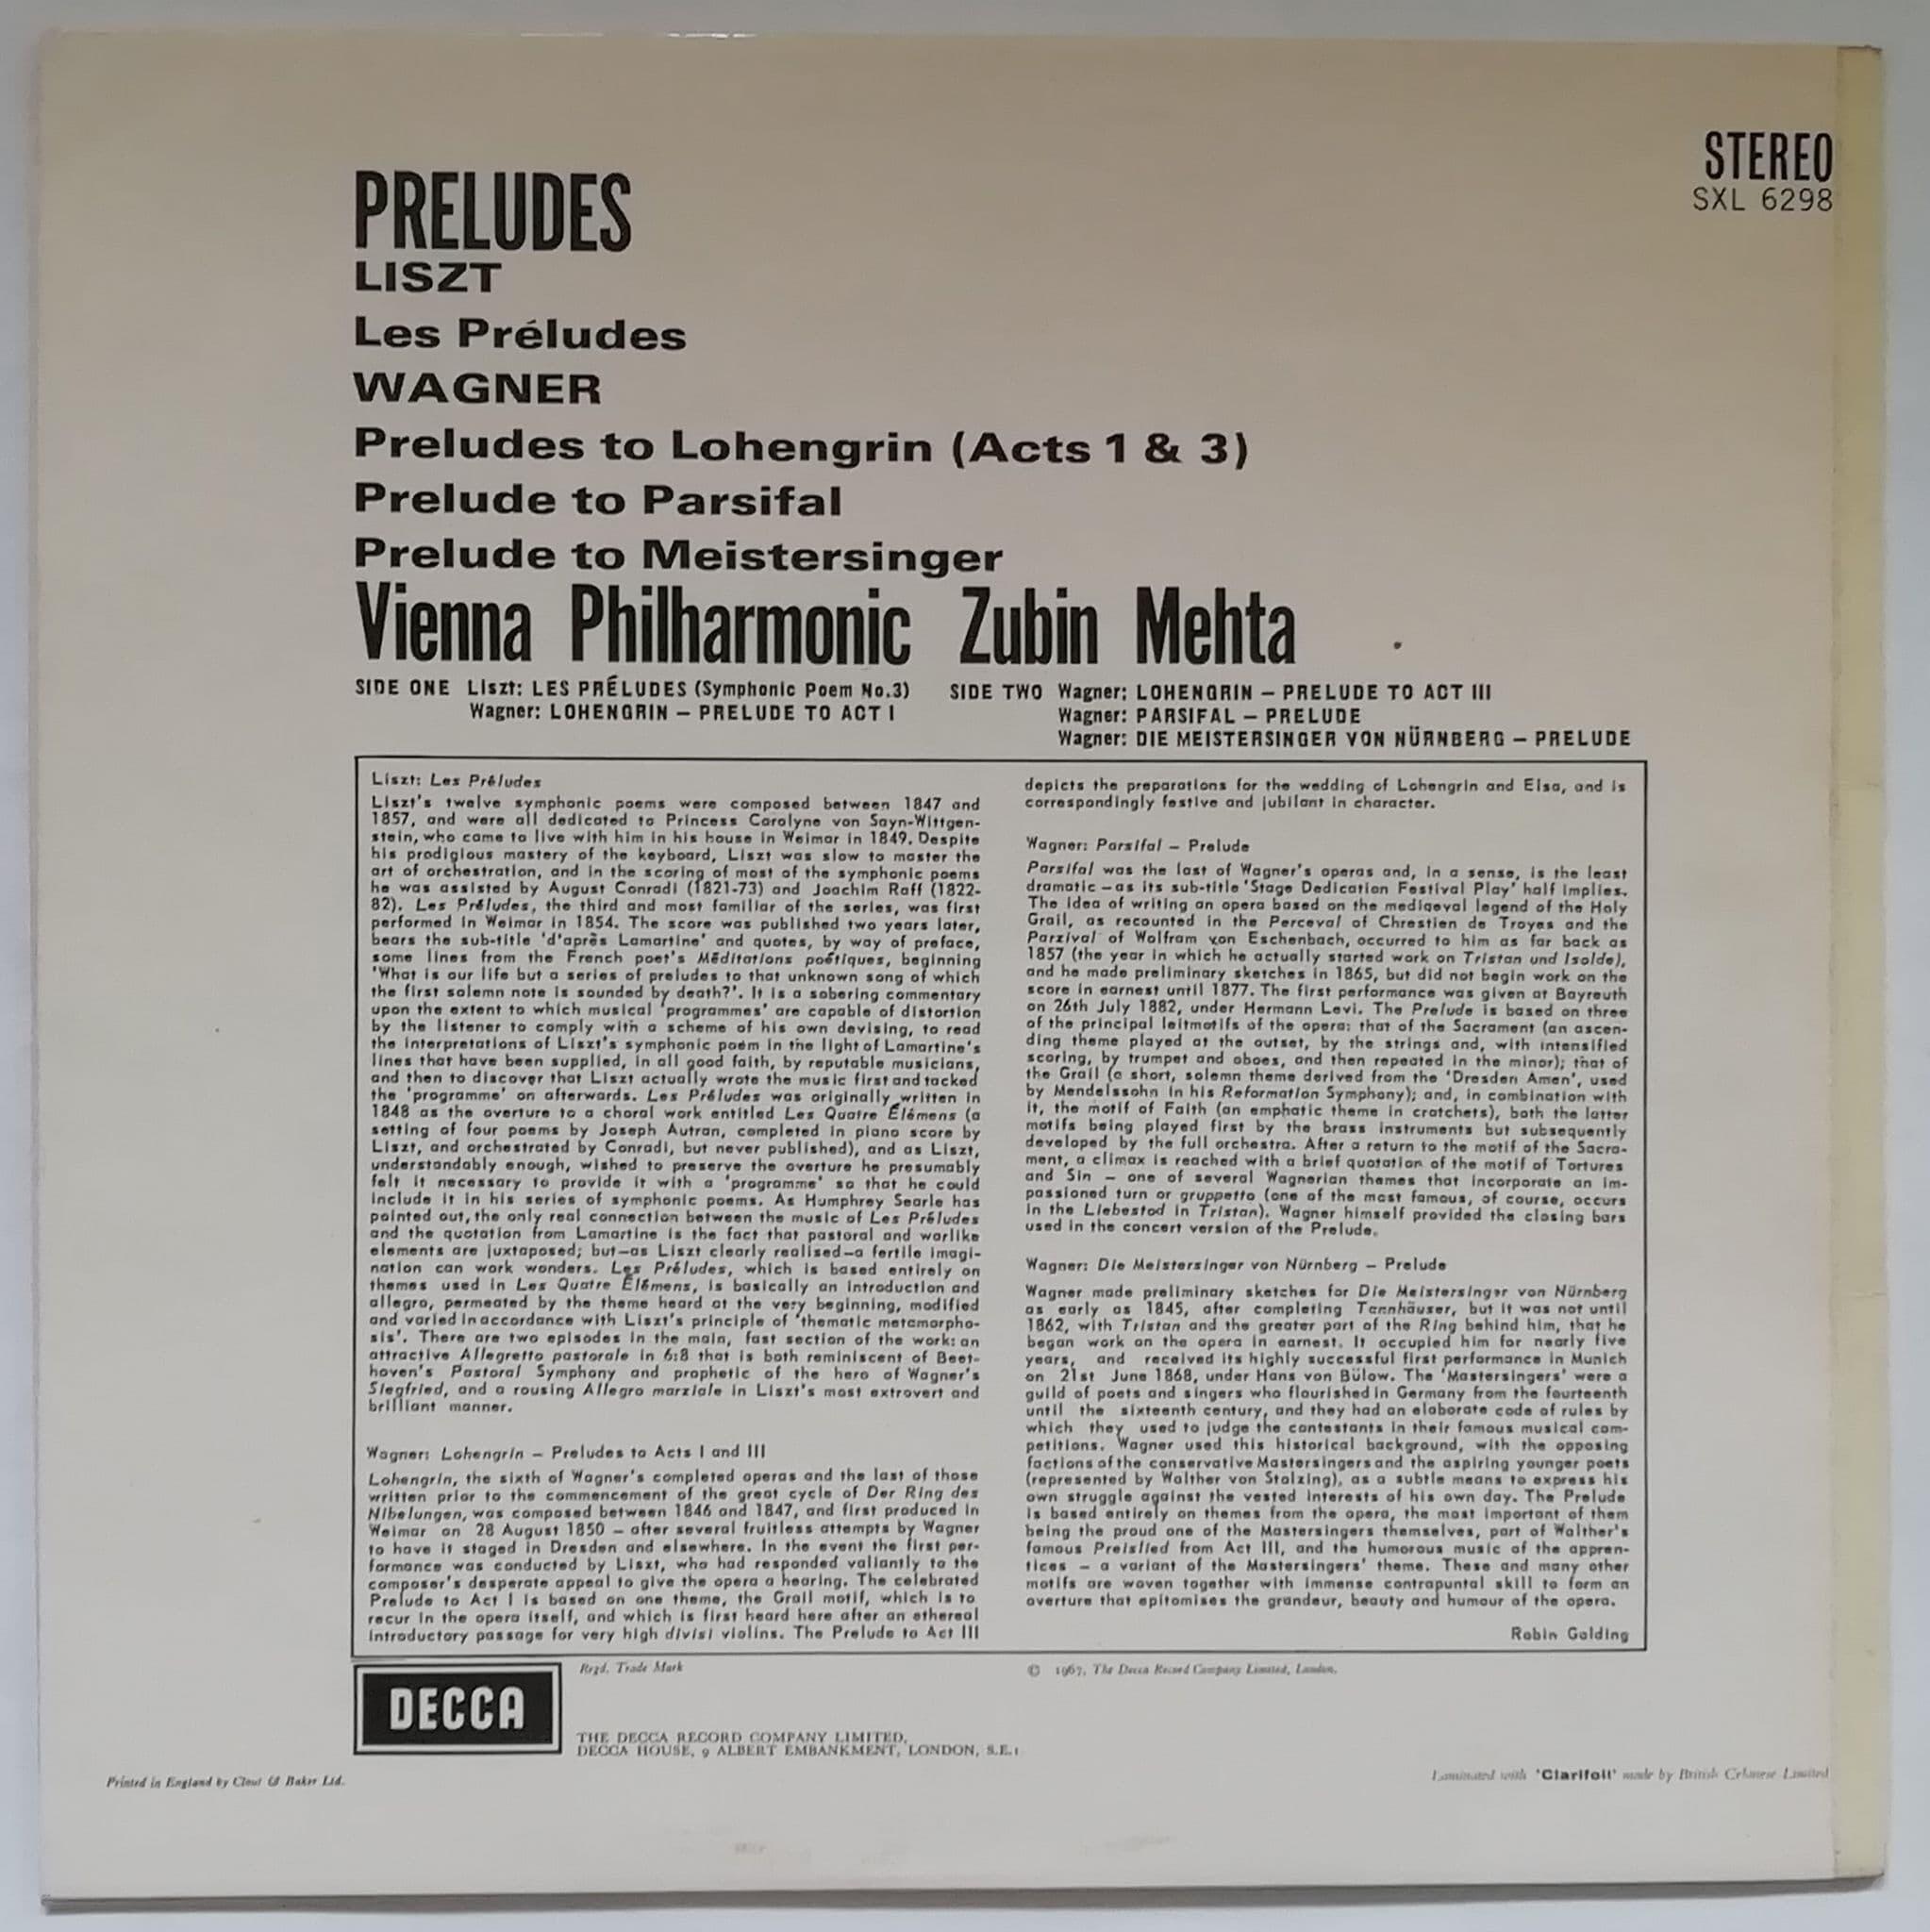 STEREO
SXL 6298
PRELUDES
LISZT
Les Préludes
WAGNER
Preludes to Lohengrin (Acts 1 & 3)
Prelude to Parsifal
Prelude to Meistersinger
Vienna Philharmonic Zubin Mehta
SIDE ONE Liszt: LES PRÉLUDES (Symphonic Poem No.3)
Wagner: LOHENGRIN – PRELUDE TO ACT I
SIDE TWO Wagner: LOHENGRIN – PRELUDE TO ACT III
Wagner: PARSIFAL – PRELUDE
Wagner: DIE MEISTERSINGER VON NÜRNBERG – PRELUDE
Liszt: Les Préludes
Liszt's twelve symphonic poems were composed between 1847 and
1857, and were all dedicated to Princess Carolyne von Sayn-Wittgen-
stein, who came to live with him in his house in Weimar in 1849. Despite
his prodigious mastery of the keyboard, Liszt was slow to master the
art of orchestration, and in the scoring of most of the symphonic poems
he was assisted by August Conradi (1821-73) and Joachim Raff (1822-
82). Les Préludes, the third and most familiar of the series, was first
performed in Weimar in 1854. The score was published two years later,
bears the sub-title 'd'après Lamartine' and quotes, by way of preface,
some lines from the French poet's Méditations poétiques, beginning
'What is our life but a series of preludes to that unknown song of which
the first solemn note is sounded by death?'. It is a sobering commentary
upon the extent to which musical 'programmes' are capable of distortion
by the listener to comply with a scheme of his own devising, to read
the interpretations of Liszt's symphonic poem in the light of Lamartine's
lines that have been supplied, in all good faith, by reputable musicians,
and then to discover that Liszt actually wrote the music first and tacked
the 'programme' on afterwards. Les Préludes was originally written in
1848 as the overture to a choral work entitled Les Quatre Élémens (a
setting of four poems by Joseph Autran, completed in piano score by
Liszt, and orchestrated by Conradi, but never published), and as Liszt,
understandably enough, wished to preserve the overture he presumably
felt it necessary to provide it with a 'programme' so that he could
include it in his series of symphonic poems. As Humphrey Searle has
pointed out, the only real connection between the music of Les Préludes
and the quotation from Lamartine is the fact that pastoral and warlike
elements are juxtaposed; but—as Liszt clearly realised—a fertile imagi-
nation can work wonders. Les Préludes, which is based entirely on
themes used in Les Quatre Élémens, is basically an introduction and
allegro, permeated by the theme heard at the very beginning, modified
and varied in accordance with Liszt's principle of 'thematic metamorpho-
sis'. There are two episodes in the main, fast section of the work: an
attractive Allegretto pastorale in 6:8 that is both reminiscent of Beet-
hoven's Pastoral Symphony and prophetic of the hero of Wagner's
Siegfried, and a rousing Allegro marziale in Liszt's most extrovert and
brilliant manner.
Wagner: Lohengrin – Preludes to Acts I and III
Lohengrin, the sixth of Wagner's completed operas and the last of those
written prior to the commencement of the great cycle of Der Ring des
Nibelungen, was composed between 1846 and 1847, and first produced in
Weimar on 28 August 1850 – after several fruitless attempts by Wagner
to have it staged in Dresden and elsewhere. In the event the first per-
formance was conducted by Liszt, who had responded valiantly to the
composer's desperate appeal to give the opera a hearing. The celebrated
Prelude to Act I is based on one theme, the Grail motif, which is to
recur in the opera itself, and which is first heard here after an ethereal
introductory passage for very high divisi violins. The Prelude to Act III
depicts the preparations for the wedding of Lohengrin and Elsa, and is
correspondingly festive and jubilant in character.
Wagner: Parsifal – Prelude
Parsifal was the last of Wagner's operas and, in a sense, is the least
dramatic – as its sub-title 'Stage Dedication Festival Play' half implies.
The idea of writing an opera based on the mediaeval legend of the Holy
Grail, as recounted in the Perceval of Chrestien de Troyes and the
Parzival of Wolfram von Eschenbach, occurred to him as far back as
1857 (the year in which he actually started work on Tristan und Isolde),
and he made preliminary sketches in 1865, but did not begin work on the
score in earnest until 1877. The first performance was given at Bayreuth
on 26th July 1882, under Hermann Levi. The Prelude is based on three
of the principal leitmotifs of the opera: that of the Sacrament (an ascen-
ding theme played at the outset, by the strings and, with intensified
scoring, by trumpet and oboes, and then repeated in the minor); that of
the Grail (a short, solemn theme derived from the 'Dresden Amen', used
by Mendelssohn in his Reformation Symphony); and, in combination with
it, the motif of Faith (an emphatic theme in crotchets), both the latter
motifs being played first by the brass instruments but subsequently
developed by the full orchestra. After a return to the motif of the Sacra-
ment, a climax is reached with a brief quotation of the motif of Tortures
and Sin – one of several Wagnerian themes that incorporate an im-
passioned turn or gruppetto (one of the most famous, of course, occurs
in the Liebestod in Tristan). Wagner himself provided the closing bars
used in the concert version of the Prelude.
Wagner: Die Meistersinger von Nürnberg – Prelude
Wagner made preliminary sketches for Die Meistersinger von Nürnberg
as early as 1845, after completing Tannhäuser, but it was not until
1862, with Tristan and the greater part of the Ring behind him, that he
began work on the opera in earnest. It occupied him for nearly five
years, and received its highly successful first performance in Munich
on 21st June 1868, under Hans von Bülow. The 'Mastersingers' were a
guild of poets and singers who flourished in Germany from the fourteenth
until the sixteenth century, and they had an elaborate code of rules by
which they used to judge the contestants in their famous musical com-
petitions. Wagner used this historical background, with the opposing
factions of the conservative Mastersingers and the aspiring younger poets
(represented by Walther von Stolzing), as a subtle means to express his
own struggle against the vested interests of his own day. The Prelude
is based entirely on themes from the opera, the most important of them
being the proud one of the Mastersingers themselves, part of Walther's
famous Preislied from Act III, and the humorous music of the appren-
tices – a variant of the Mastersingers' theme. These and many other
motifs are woven together with immense contrapuntal skill to form an
overture that epitomises the grandeur, beauty and humour of the opera.
Robin Golding
DECCA
Regd. Trade Mark
© 1967, The Decca Record Company Limited, London.
THE DECCA RECORD COMPANY LIMITED,
DECCA HOUSE, 9 ALBERT EMBANKMENT, LONDON, S.E.1
Printed in England by Clout & Baker Ltd.
Laminated with 'Clarifoil' made by British Celanese Limited